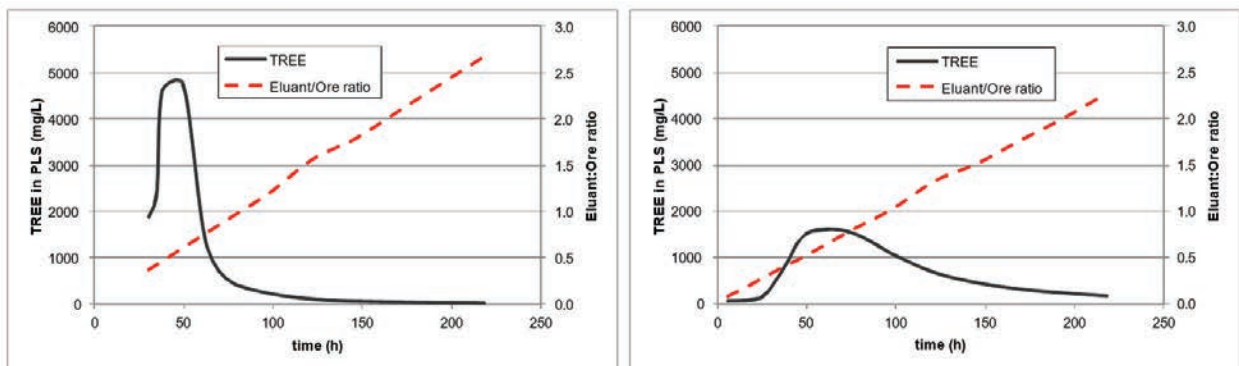 6000
5000
4000
3000
2000
1000
0
TREE in PLS (mg/L)
TREE
Eluant/Ore ratio
3.0
2.5
2.0
1.5
1.0
0.5
0.0
Eluant:Ore ratio
0 50 100 150 200 250
time (h)
6000
5000
4000
3000
2000
1000
0
TREE in PLS (mg/L)
TREE
Eluant/Ore ratio
3.0
2.5
2.0
1.5
1.0
0.5
0.0
Eluant:Ore ratio
0 50 100 150 200 250
time (h)